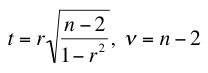 t = r√((n − 2)/(1 − r²)), ν = n − 2